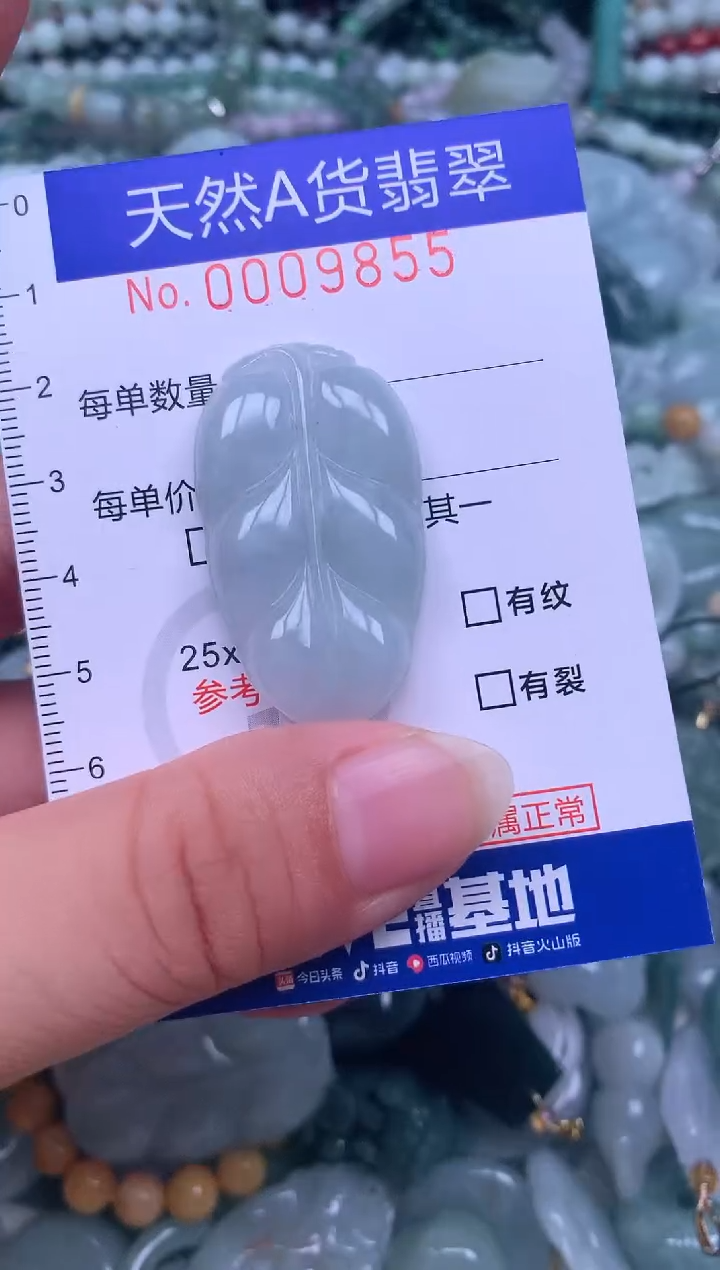 天然A货翡翠
No. 0009855
0
1
每单数量
2
3
每单价
其一
4
有纹
25x
5
参考
有裂
6
属正常
播基地
今日头条 抖音 西瓜视频 抖音火山版